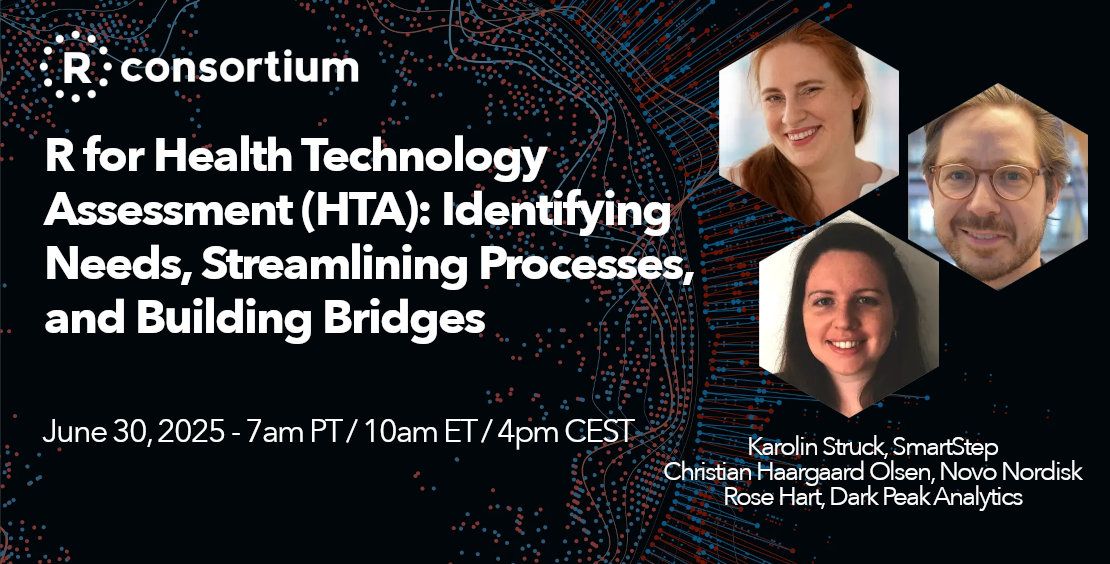 R consortium
R for Health Technology
Assessment (HTA): Identifying
Needs, Streamlining Processes,
and Building Bridges
June 30, 2025 - 7am PT / 10am ET / 4pm CEST
Karolin Struck, SmartStep
Christian Haargaard Olsen, Novo Nordisk
Rose Hart, Dark Peak Analytics